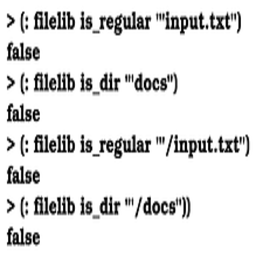 > (: filelib is_regular "'input.txt")
false
> (: filelib is_dir "'docs")
false
> (: filelib is_regular "'/input.txt")
false
> (: filelib is_dir "'/docs"))
false